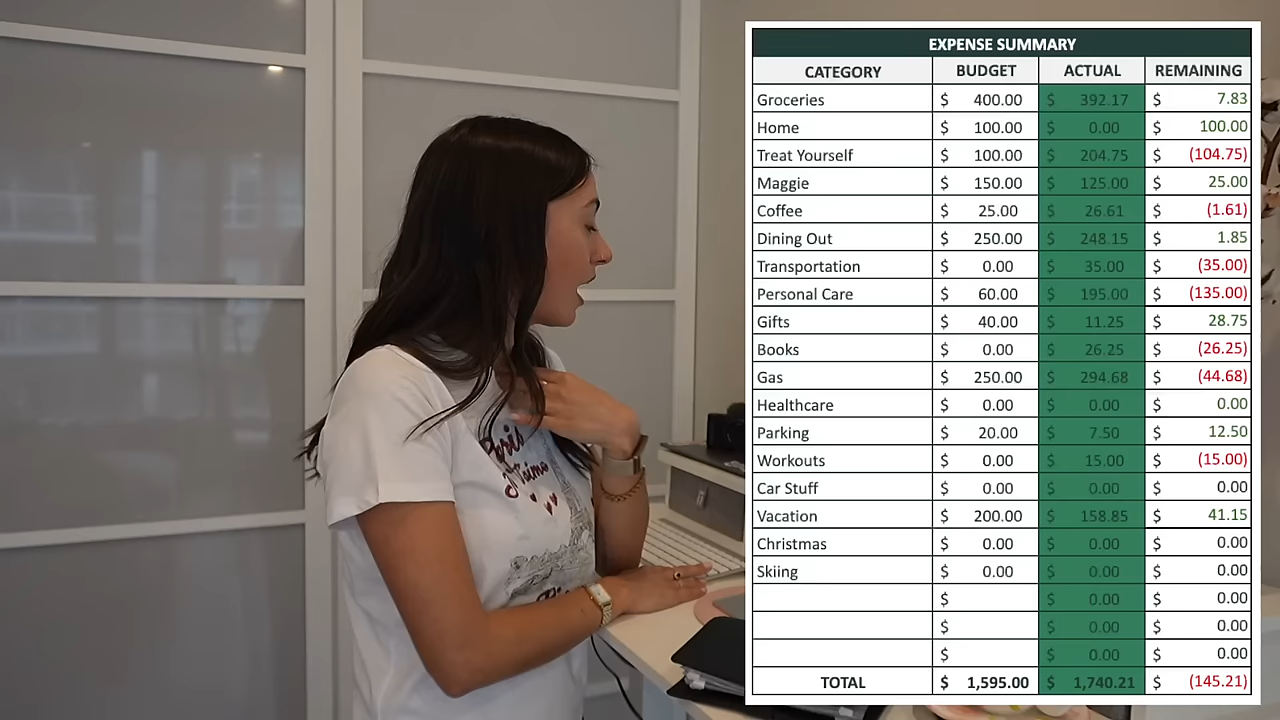 EXPENSE SUMMARY
CATEGORY BUDGET ACTUAL REMAINING
Groceries $ 400.00 $ 392.17 $ 7.83
Home $ 100.00 $ 0.00 $ 100.00
Treat Yourself $ 100.00 $ 204.75 $ (104.75)
Maggie $ 150.00 $ 125.00 $ 25.00
Coffee $ 25.00 $ 26.61 $ (1.61)
Dining Out $ 250.00 $ 248.15 $ 1.85
Transportation $ 0.00 $ 35.00 $ (35.00)
Personal Care $ 60.00 $ 195.00 $ (135.00)
Gifts $ 40.00 $ 11.25 $ 28.75
Books $ 0.00 $ 26.25 $ (26.25)
Gas $ 250.00 $ 294.68 $ (44.68)
Healthcare $ 0.00 $ 0.00 $ 0.00
Parking $ 20.00 $ 7.50 $ 12.50
Workouts $ 0.00 $ 15.00 $ (15.00)
Car Stuff $ 0.00 $ 0.00 $ 0.00
Vacation $ 200.00 $ 158.85 $ 41.15
Christmas $ 0.00 $ 0.00 $ 0.00
Skiing $ 0.00 $ 0.00 $ 0.00
$ $ 0.00 $ 0.00
$ $ 0.00 $ 0.00
$ $ 0.00 $ 0.00
TOTAL $ 1,595.00 $ 1,740.21 $ (145.21)
Paris
J'aime